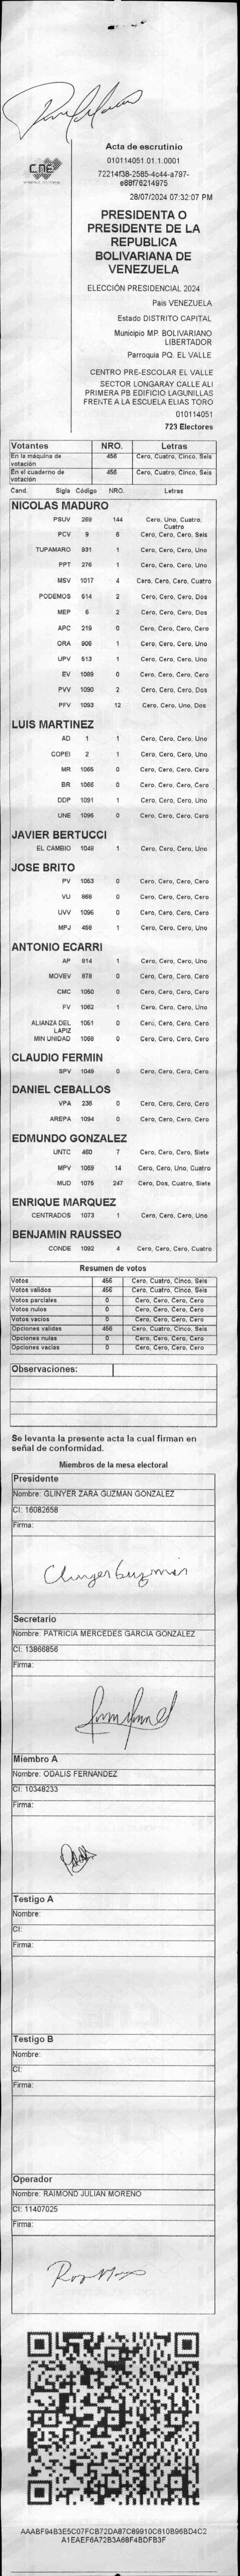 CNE
Acta de escrutinio
010114051.01.1.0001
72214f38-2585-4c44-a797-
e88f76214975
28/07/2024 07:32:07 PM
PRESIDENTA O
PRESIDENTE DE LA
REPUBLICA
BOLIVARIANA DE
VENEZUELA
ELECCIÓN PRESIDENCIAL 2024
País VENEZUELA
Estado DISTRITO CAPITAL
Municipio MP. BOLIVARIANO
LIBERTADOR
Parroquia PQ. EL VALLE
CENTRO PRE-ESCOLAR EL VALLE
SECTOR LONGARAY CALLE ALI
PRIMERA PB EDIFICIO LAGUNILLAS
FRENTE A LA ESCUELA ELIAS TORO
010114051
723 Electores
Votantes NRO. Letras
En la máquina de votación 456 Cero, Cuatro, Cinco, Seis
En el cuaderno de votación 456 Cero, Cuatro, Cinco, Seis
Cand. Sigla Código NRO. Letras
NICOLAS MADURO
PSUV 269 144 Cero, Uno, Cuatro, Cuatro
PCV 9 6 Cero, Cero, Cero, Seis
TUPAMARO 931 1 Cero, Cero, Cero, Uno
PPT 276 1 Cero, Cero, Cero, Uno
MSV 1017 4 Cero, Cero, Cero, Cuatro
PODEMOS 514 2 Cero, Cero, Cero, Dos
MEP 6 2 Cero, Cero, Cero, Dos
APC 219 0 Cero, Cero, Cero, Cero
ORA 906 1 Cero, Cero, Cero, Uno
UPV 513 1 Cero, Cero, Cero, Uno
EV 1089 0 Cero, Cero, Cero, Cero
PVV 1090 2 Cero, Cero, Cero, Dos
PFV 1093 12 Cero, Cero, Uno, Dos
LUIS MARTINEZ
AD 1 1 Cero, Cero, Cero, Uno
COPEI 2 1 Cero, Cero, Cero, Uno
MR 1065 0 Cero, Cero, Cero, Cero
BR 1066 0 Cero, Cero, Cero, Cero
DDP 1091 1 Cero, Cero, Cero, Uno
UNE 1095 0 Cero, Cero, Cero, Cero
JAVIER BERTUCCI
EL CAMBIO 1048 1 Cero, Cero, Cero, Uno
JOSE BRITO
PV 1053 0 Cero, Cero, Cero, Cero
VU 868 0 Cero, Cero, Cero, Cero
UVV 1096 0 Cero, Cero, Cero, Cero
MPJ 458 1 Cero, Cero, Cero, Uno
ANTONIO ECARRI
AP 814 1 Cero, Cero, Cero, Uno
MOVEV 878 0 Cero, Cero, Cero, Cero
CMC 1050 0 Cero, Cero, Cero, Cero
FV 1062 1 Cero, Cero, Cero, Uno
ALIANZA DEL LAPIZ 1051 0 Cero, Cero, Cero, Cero
MIN UNIDAD 1068 0 Cero, Cero, Cero, Cero
CLAUDIO FERMIN
SPV 1049 0 Cero, Cero, Cero, Cero
DANIEL CEBALLOS
VPA 236 0 Cero, Cero, Cero, Cero
AREPA 1094 0 Cero, Cero, Cero, Cero
EDMUNDO GONZALEZ
UNTC 460 7 Cero, Cero, Cero, Siete
MPV 1069 14 Cero, Cero, Uno, Cuatro
MUD 1075 247 Cero, Dos, Cuatro, Siete
ENRIQUE MARQUEZ
CENTRADOS 1073 1 Cero, Cero, Cero, Uno
BENJAMIN RAUSSEO
CONDE 1092 4 Cero, Cero, Cero, Cuatro
Resumen de votos
Votos 456 Cero, Cuatro, Cinco, Seis
Votos validos 456 Cero, Cuatro, Cinco, Seis
Votos parciales 0 Cero, Cero, Cero, Cero
Votos nulos 0 Cero, Cero, Cero, Cero
Votos vacios 0 Cero, Cero, Cero, Cero
Opciones validas 456 Cero, Cuatro, Cinco, Seis
Opciones nulas 0 Cero, Cero, Cero, Cero
Opciones vacias 0 Cero, Cero, Cero, Cero
Observaciones:
Se levanta la presente acta la cual firman en
señal de conformidad.
Miembros de la mesa electoral
Presidente
Nombre: GLINYER ZARA GUZMAN GONZALEZ
CI: 16082658
Firma:
Secretario
Nombre: PATRICIA MERCEDES GARCIA GONZALEZ
CI: 13866856
Firma:
Miembro A
Nombre: ODALIS FERNANDEZ
CI: 10348233
Firma:
Testigo A
Nombre:
CI:
Firma:
Testigo B
Nombre:
CI:
Firma:
Operador
Nombre: RAIMOND JULIAN MORENO
CI: 11407025
Firma:
AAABF94B3E5C07FCB72DA87C89910C610B96BD4C2
A1EAEF6A72B3A68F4BDFB3F